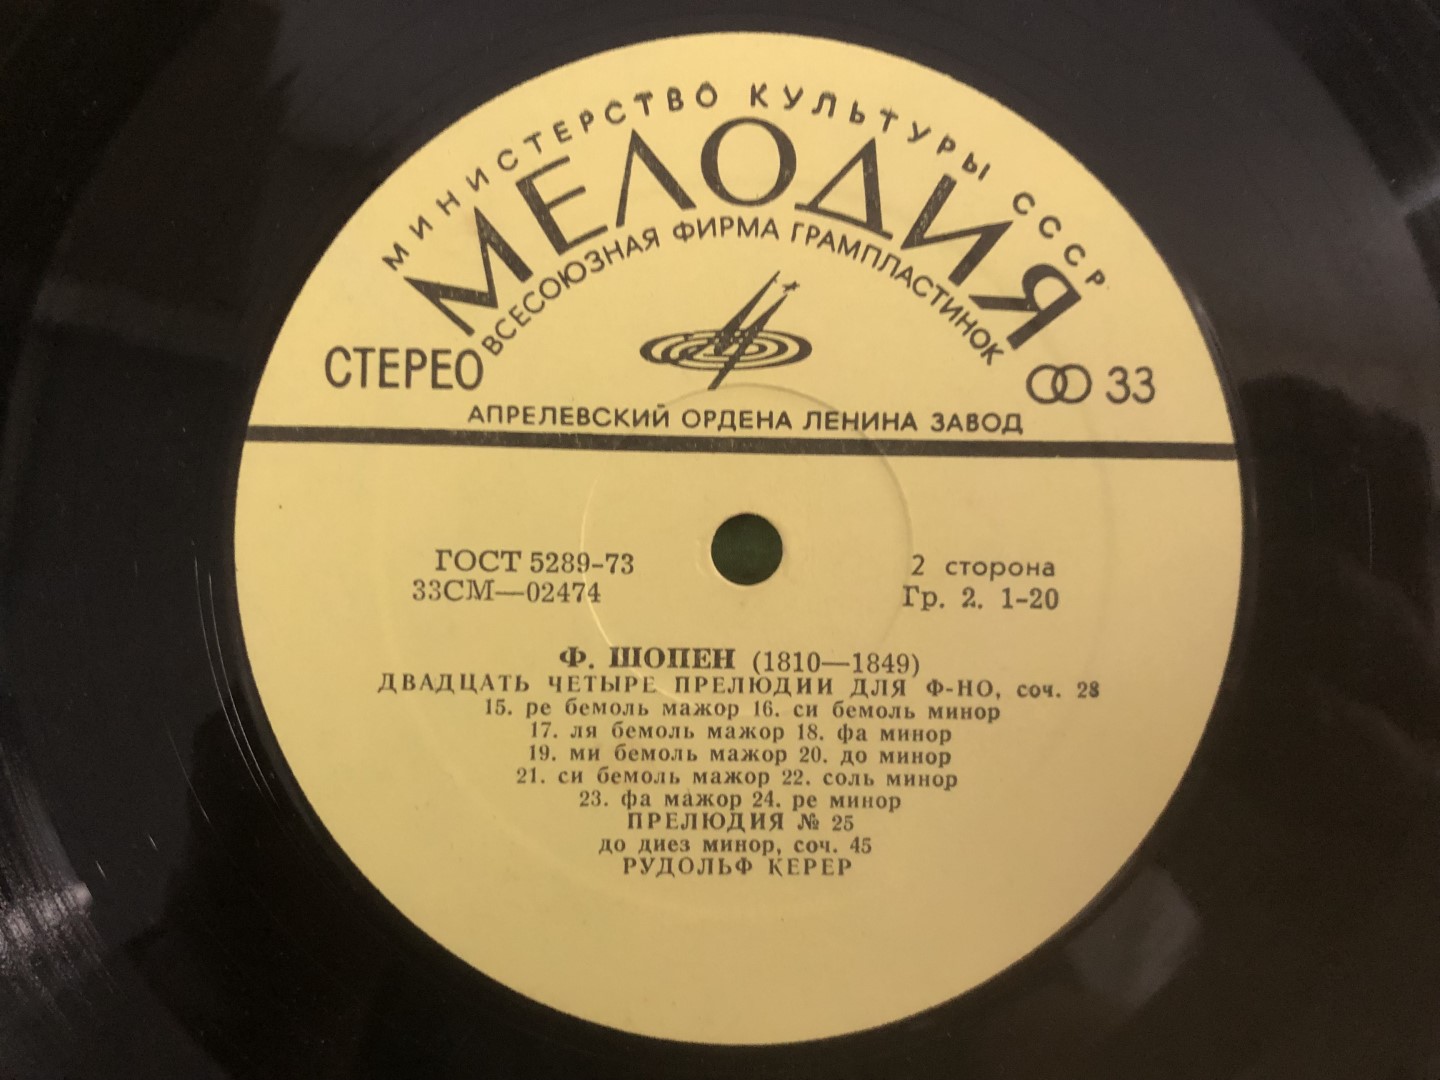 МИНИСТЕРСТВО КУЛЬТУРЫ СССР
МЕЛОДИЯ
ВСЕСОЮЗНАЯ ФИРМА ГРАМПЛАСТИНОК
СТЕРЕО
33
АПРЕЛЕВСКИЙ ОРДЕНА ЛЕНИНА ЗАВОД
ГОСТ 5289-73
33СМ—02474
2 сторона
Гр. 2. 1-20
Ф. ШОПЕН (1810—1849)
ДВАДЦАТЬ ЧЕТЫРЕ ПРЕЛЮДИИ ДЛЯ Ф-НО, соч. 28
15. ре бемоль мажор 16. си бемоль минор
17. ля бемоль мажор 18. фа минор
19. ми бемоль мажор 20. до минор
21. си бемоль мажор 22. соль минор
23. фа мажор 24. ре минор
ПРЕЛЮДИЯ № 25
до диез минор, соч. 45
РУДОЛЬФ КЕРЕР